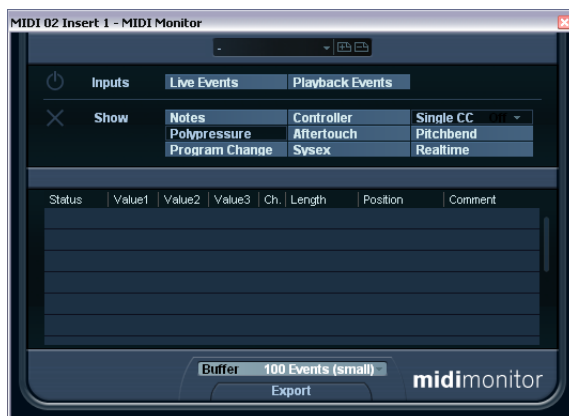 MIDI 02 Insert 1 - MIDI Monitor
-
Inputs Live Events Playback Events
Show Notes Controller Single CC Off
Polypressure Aftertouch Pitchbend
Program Change Sysex Realtime
Status Value1 Value2 Value3 Ch. Length Position Comment
Buffer 100 Events (small)
Export
midimonitor